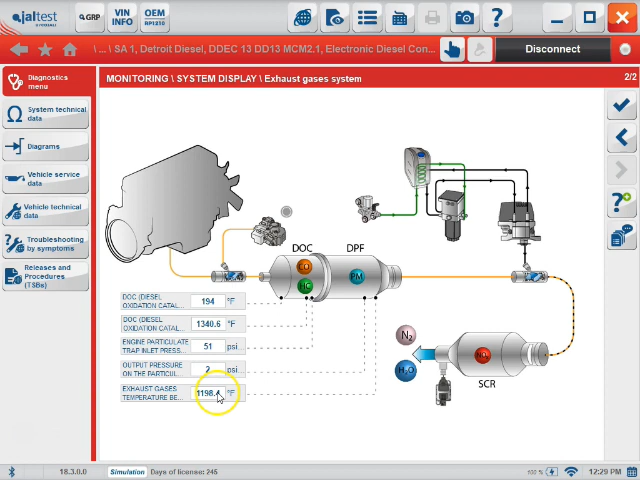 jaltest
GRP
VIN
INFO
OEM
RP1210
\ ... \ SA 1, Detroit Diesel, DDEC 13 DD13 MCM2.1, Electronic Diesel Con...
Disconnect
Diagnostics
menu
MONITORING \ SYSTEM DISPLAY \ Exhaust gases system
2/2
System technical
data
Diagrams
Vehicle service
data
Vehicle technical
data
Troubleshooting
by symptoms
Releases and
Procedures
(TSBs)
DOC
DPF
CO
HC
PM
DOC (DIESEL
OXIDATION CATAL...
194
°F
DOC (DIESEL
OXIDATION CATAL...
1340.6
°F
ENGINE PARTICULATE
TRAP INLET PRESS...
51
psi
OUTPUT PRESSURE
ON THE PARTICUL...
2
psi
EXHAUST GASES
TEMPERATURE BE...
1198.4
°F
N2
H2O
SCR
18.3.0.0
Simulation
Days of license: 245
100 %
12:29 PM